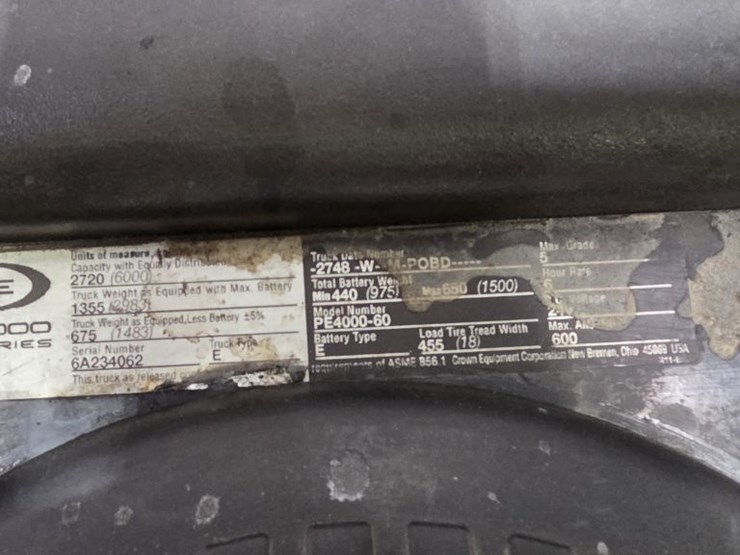 E
000
RIES
Units of measure,
Capacity with Equally
2720 (6000)
Truck Weight as Equipped with Max. Battery
1355
Truck Weight as Equipped, Less Battery ±5%
675 (1483)
Serial Number
6A234062
Truck
E
This truck as released
Truck Data Number
-2748 -W- -POBD-----
Total Battery
Min 440 (975) Max 680 (1500)
Model Number
PE4000-60
Battery Type
E
Load Tire Tread Width
455 (18)
Max. Grade
5
Hour Rate
6
Voltage
Max.
600
of ASME B56.1 Crown Equipment Corporation New Bremen, Ohio 45869 USA